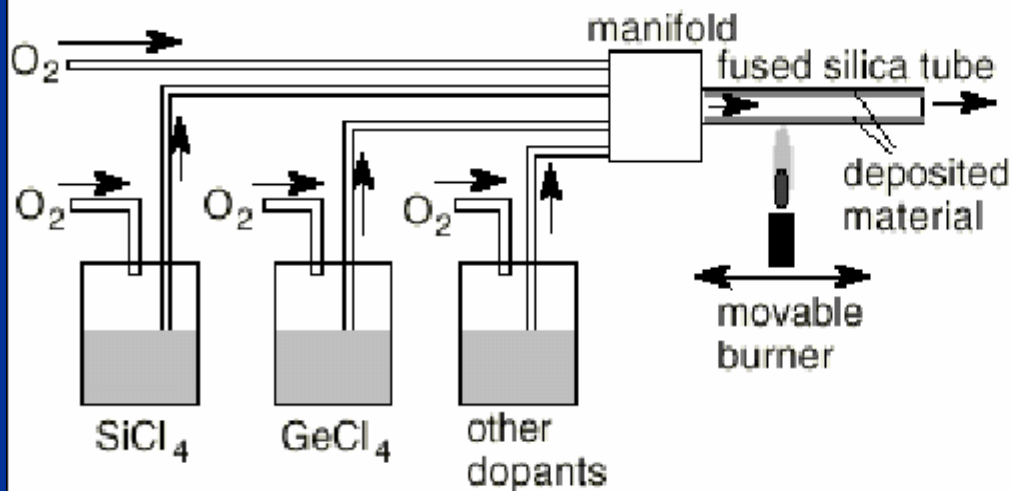 O₂
manifold
fused silica tube
O₂
O₂
O₂
deposited
material
movable
burner
SiCl₄
GeCl₄
other
dopants